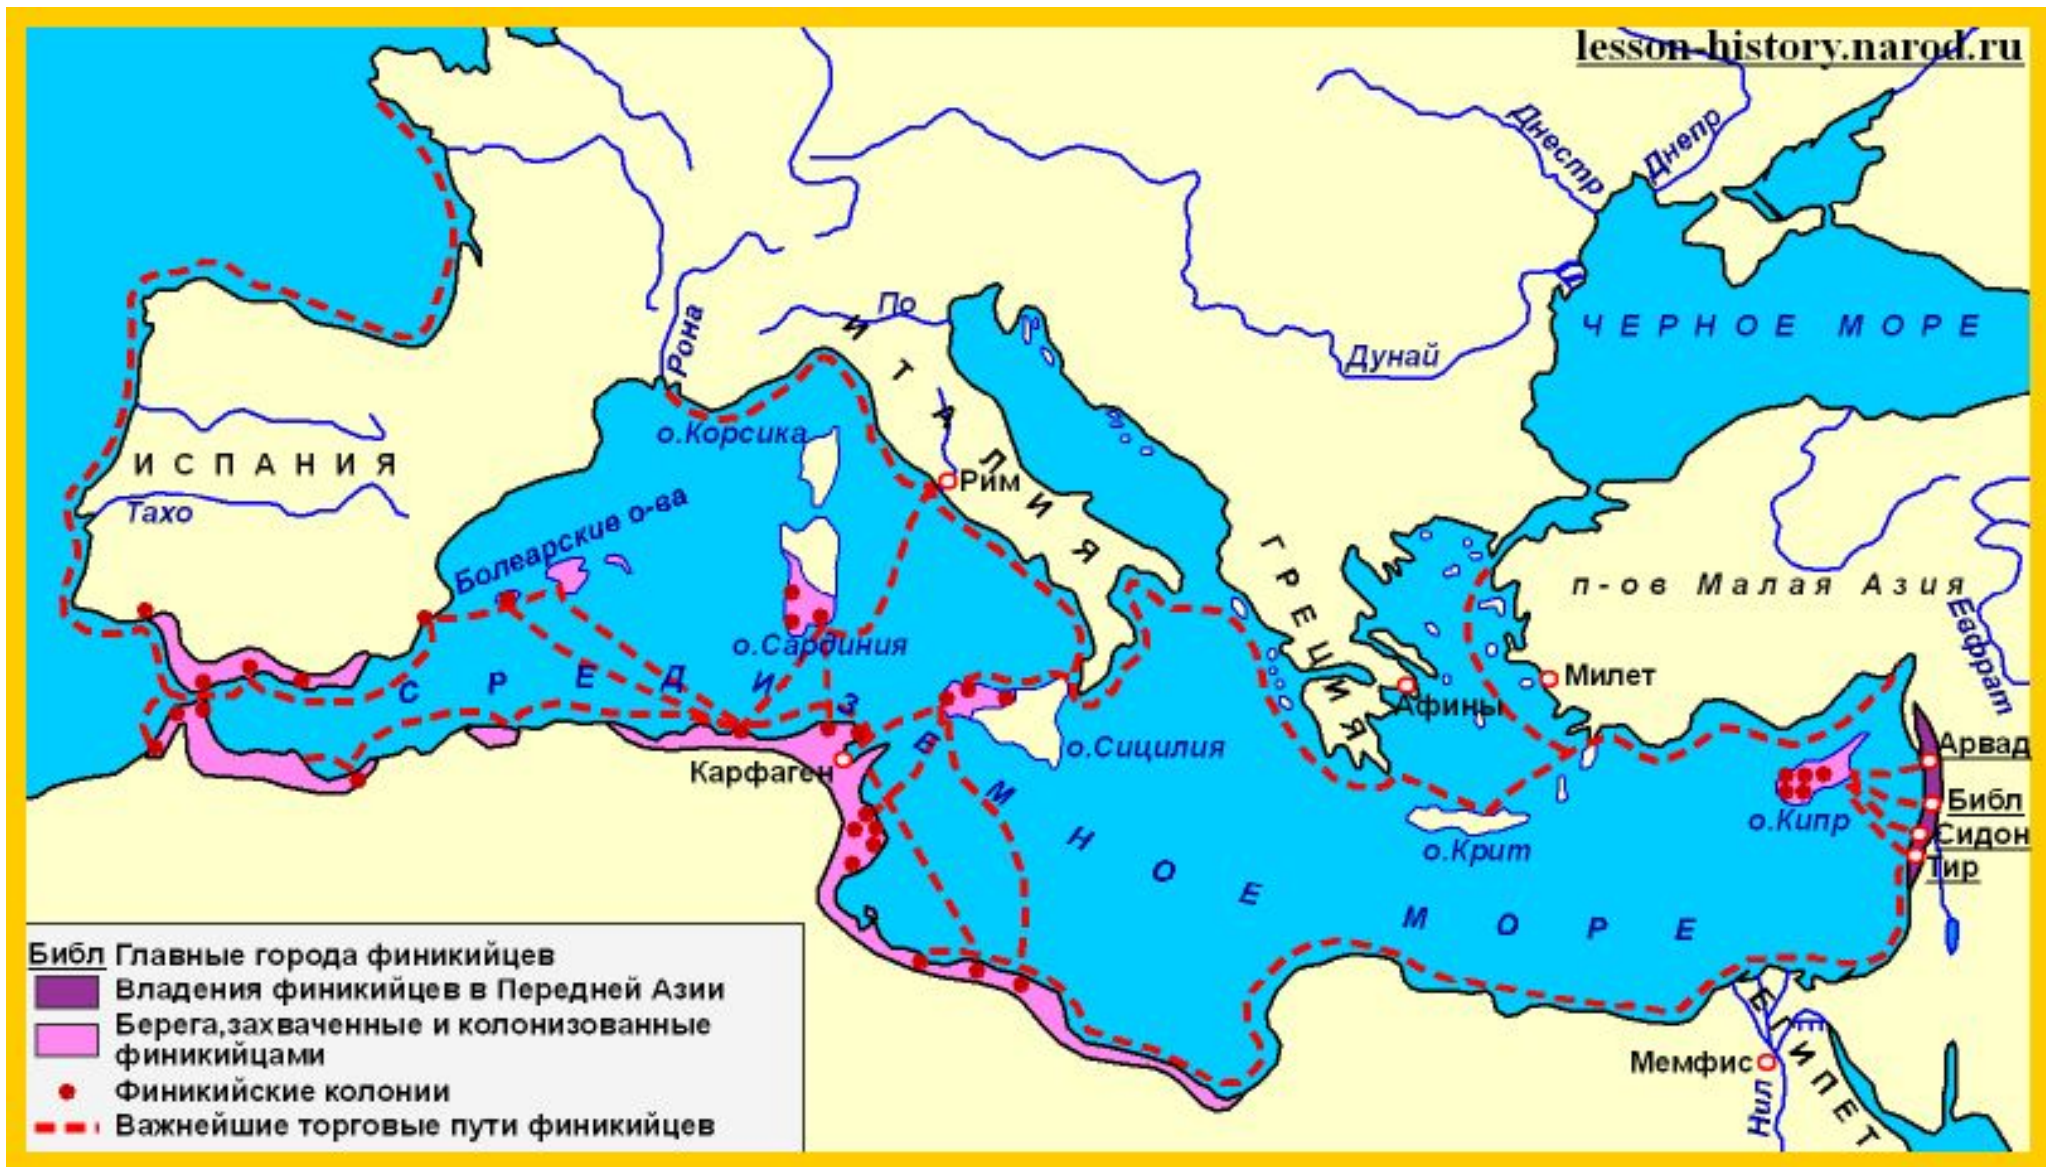 lesson-history.narod.ru
Днестр
Днепр
ЧЕРНОЕ МОРЕ
Дунай
По
Рона
ИТАЛИЯ
о.Корсика
Рим
ИСПАНИЯ
Тахо
Болеарские о-ва
о.Сардиния
ГРЕЦИЯ
п-ов Малая Азия
Евфрат
Милет
Афины
СРЕДИЗЕМНОЕ МОРЕ
о.Сицилия
Карфаген
Арвад
Библ
Сидон
Тир
о.Кипр
о.Крит
ЕГИПЕТ
Мемфис
Нил
Библ Главные города финикийцев
Владения финикийцев в Передней Азии
Берега,захваченные и колонизованные
финикийцами
Финикийские колонии
Важнейшие торговые пути финикийцев